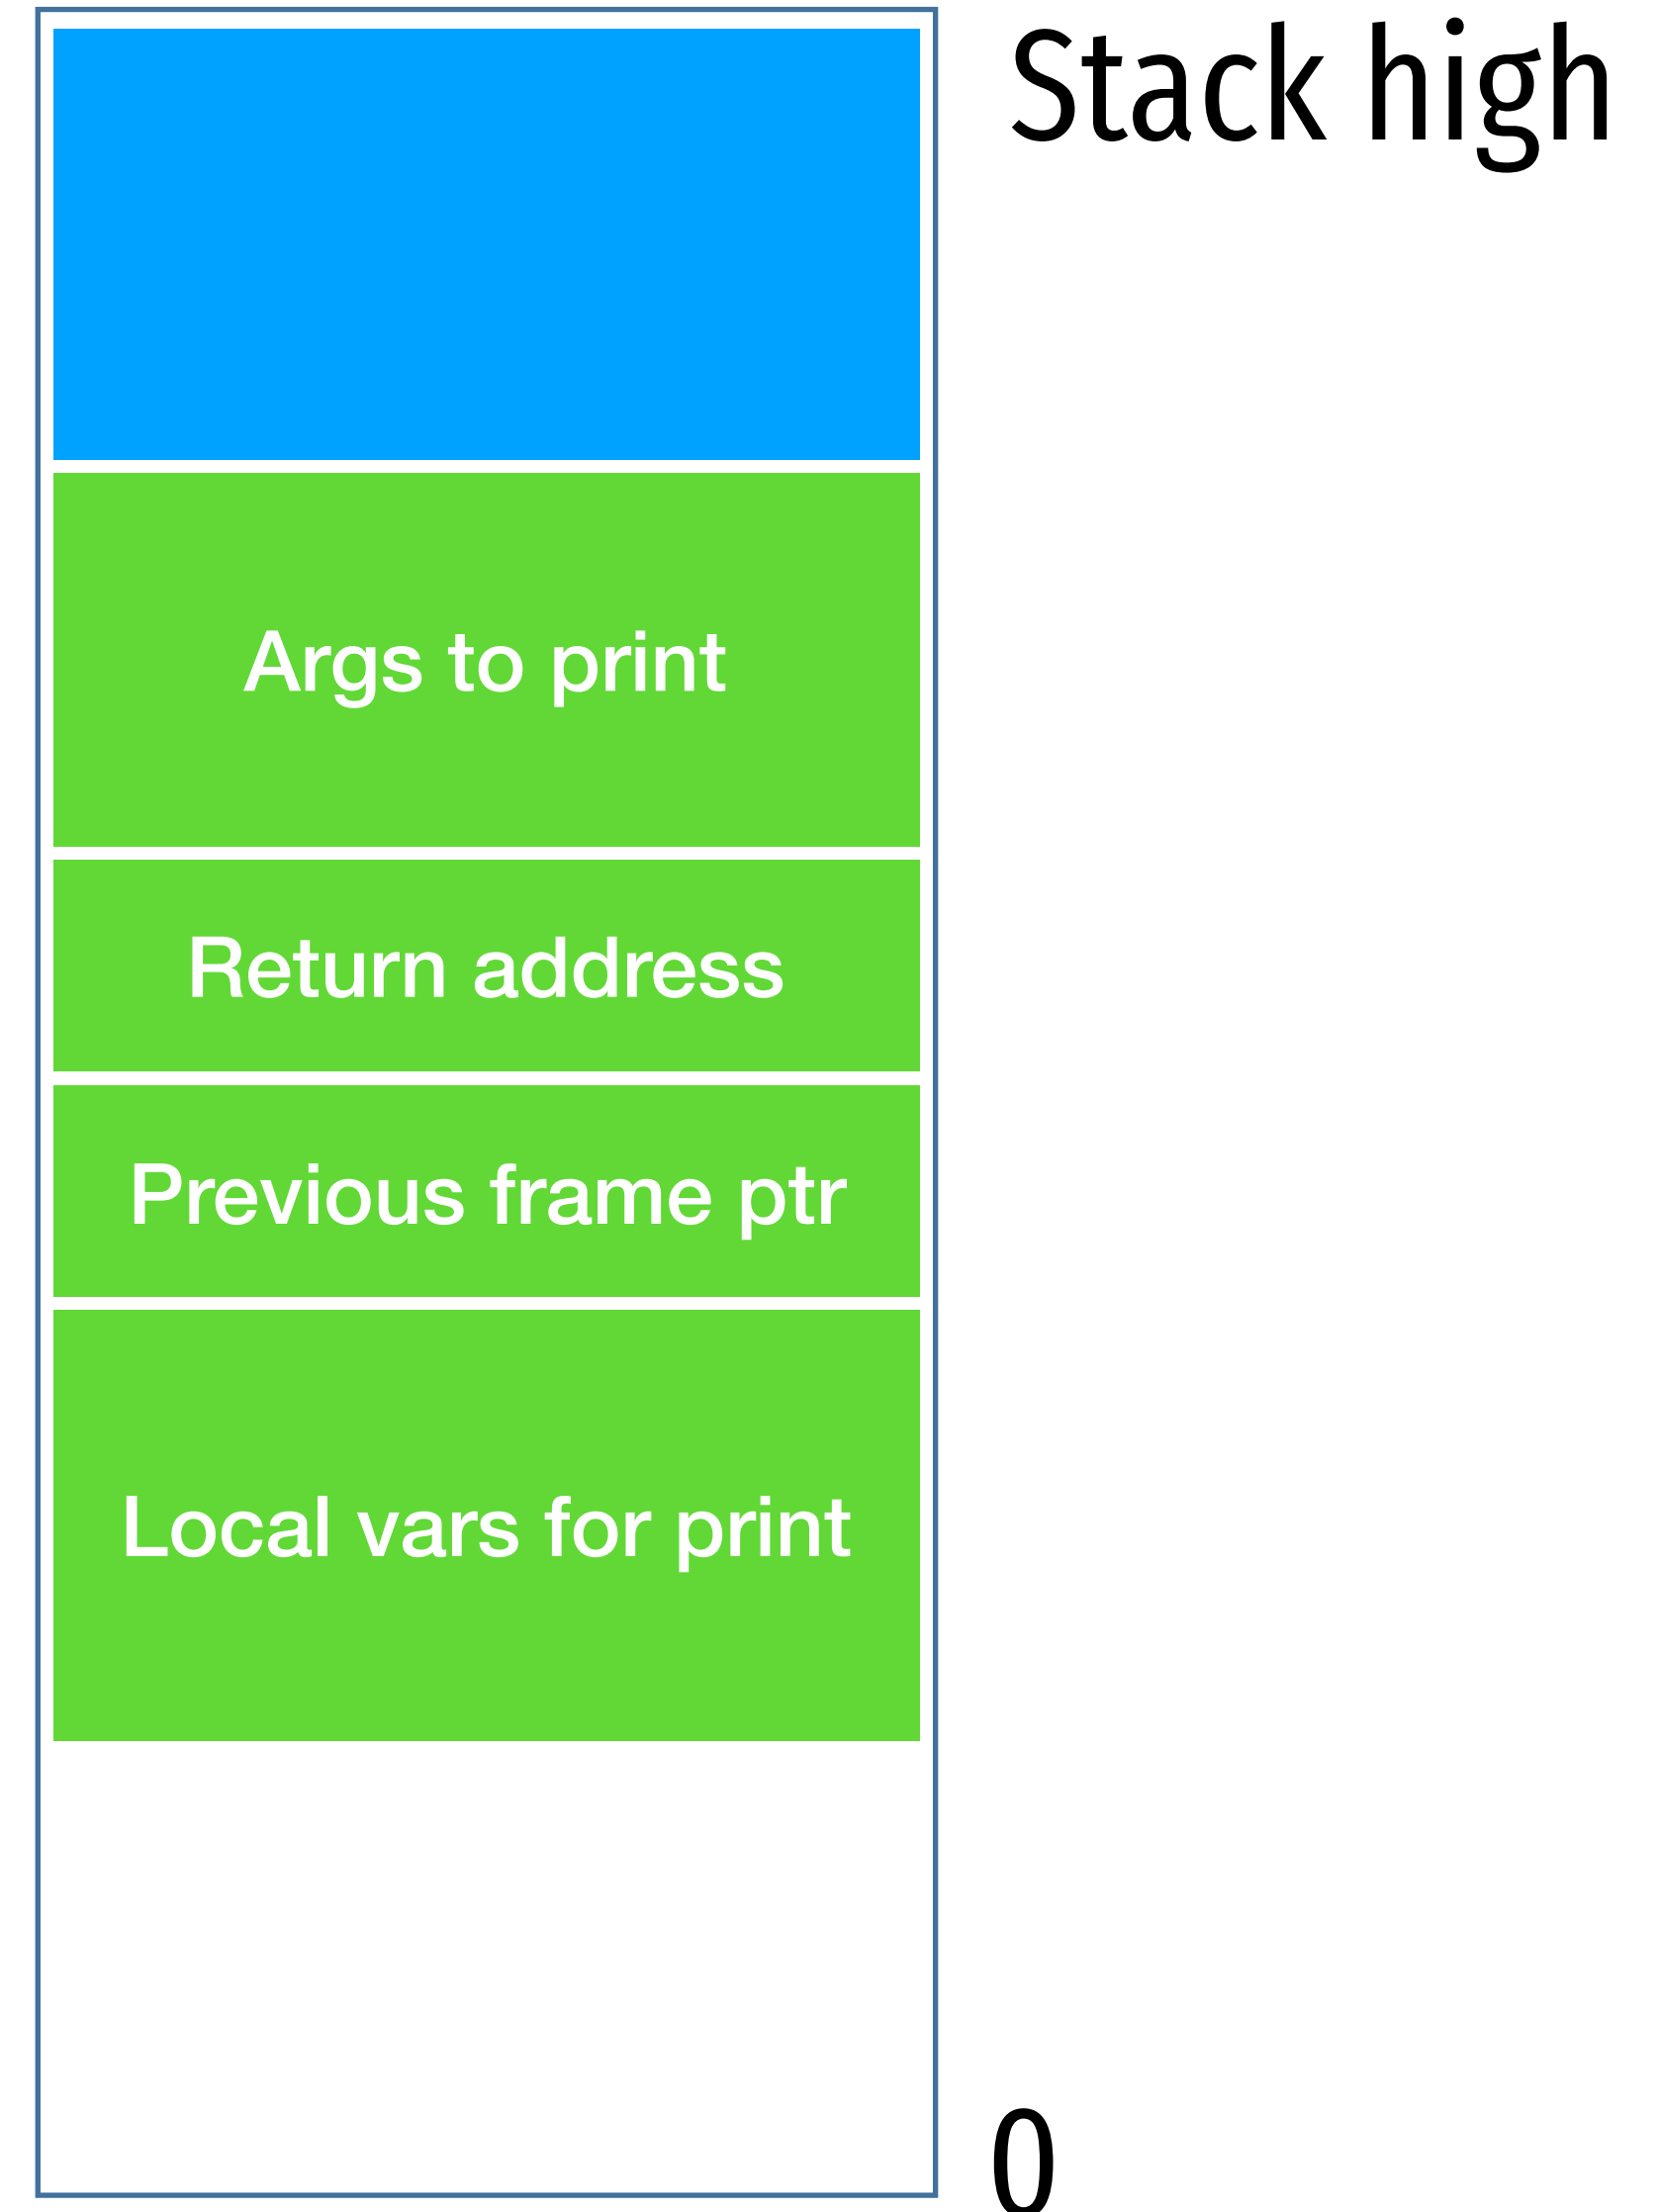 Stack high
Args to print
Return address
Previous frame ptr
Local vars for print
0